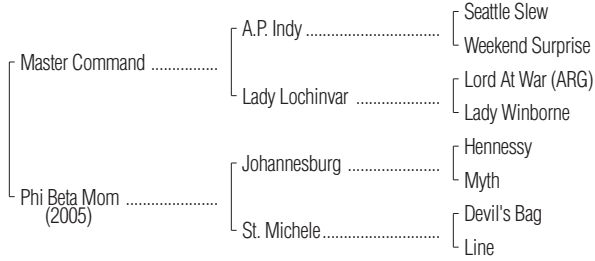 Seattle Slew
A.P. Indy ..............................
Weekend Surprise
Master Command ...............
Lord At War (ARG)
Lady Lochinvar ...................
Lady Winborne
Hennessy
Johannesburg .....................
Myth
Phi Beta Mom .....................
(2005)
Devil's Bag
St. Michele...........................
Line